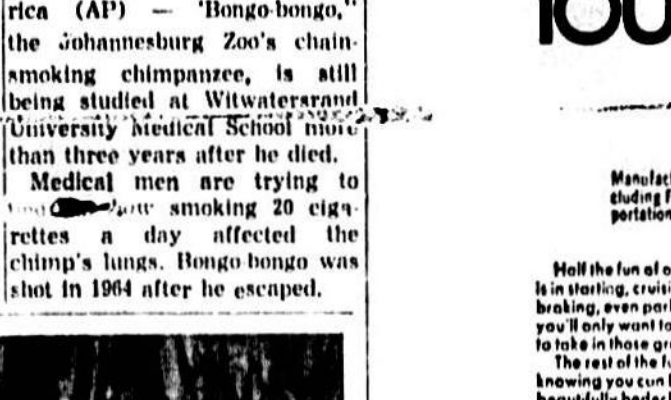 rica (AP) — 'Bongo-bongo,"
the Johannesburg Zoo's chain-
smoking chimpanzee, is still
being studied at Witwatersrand
University Medical School more
than three years after he died.
Medical men are trying to
how smoking 20 ciga-
rettes a day affected the
chimp's lungs. Bongo-bongo was
shot in 1964 after he escaped.
Manufac
cluding F
portation
Half the fun of o
is in starting, cruisi
braking, even par
you'll only want to
to take in those gr
The rest of the fu
knowing you can